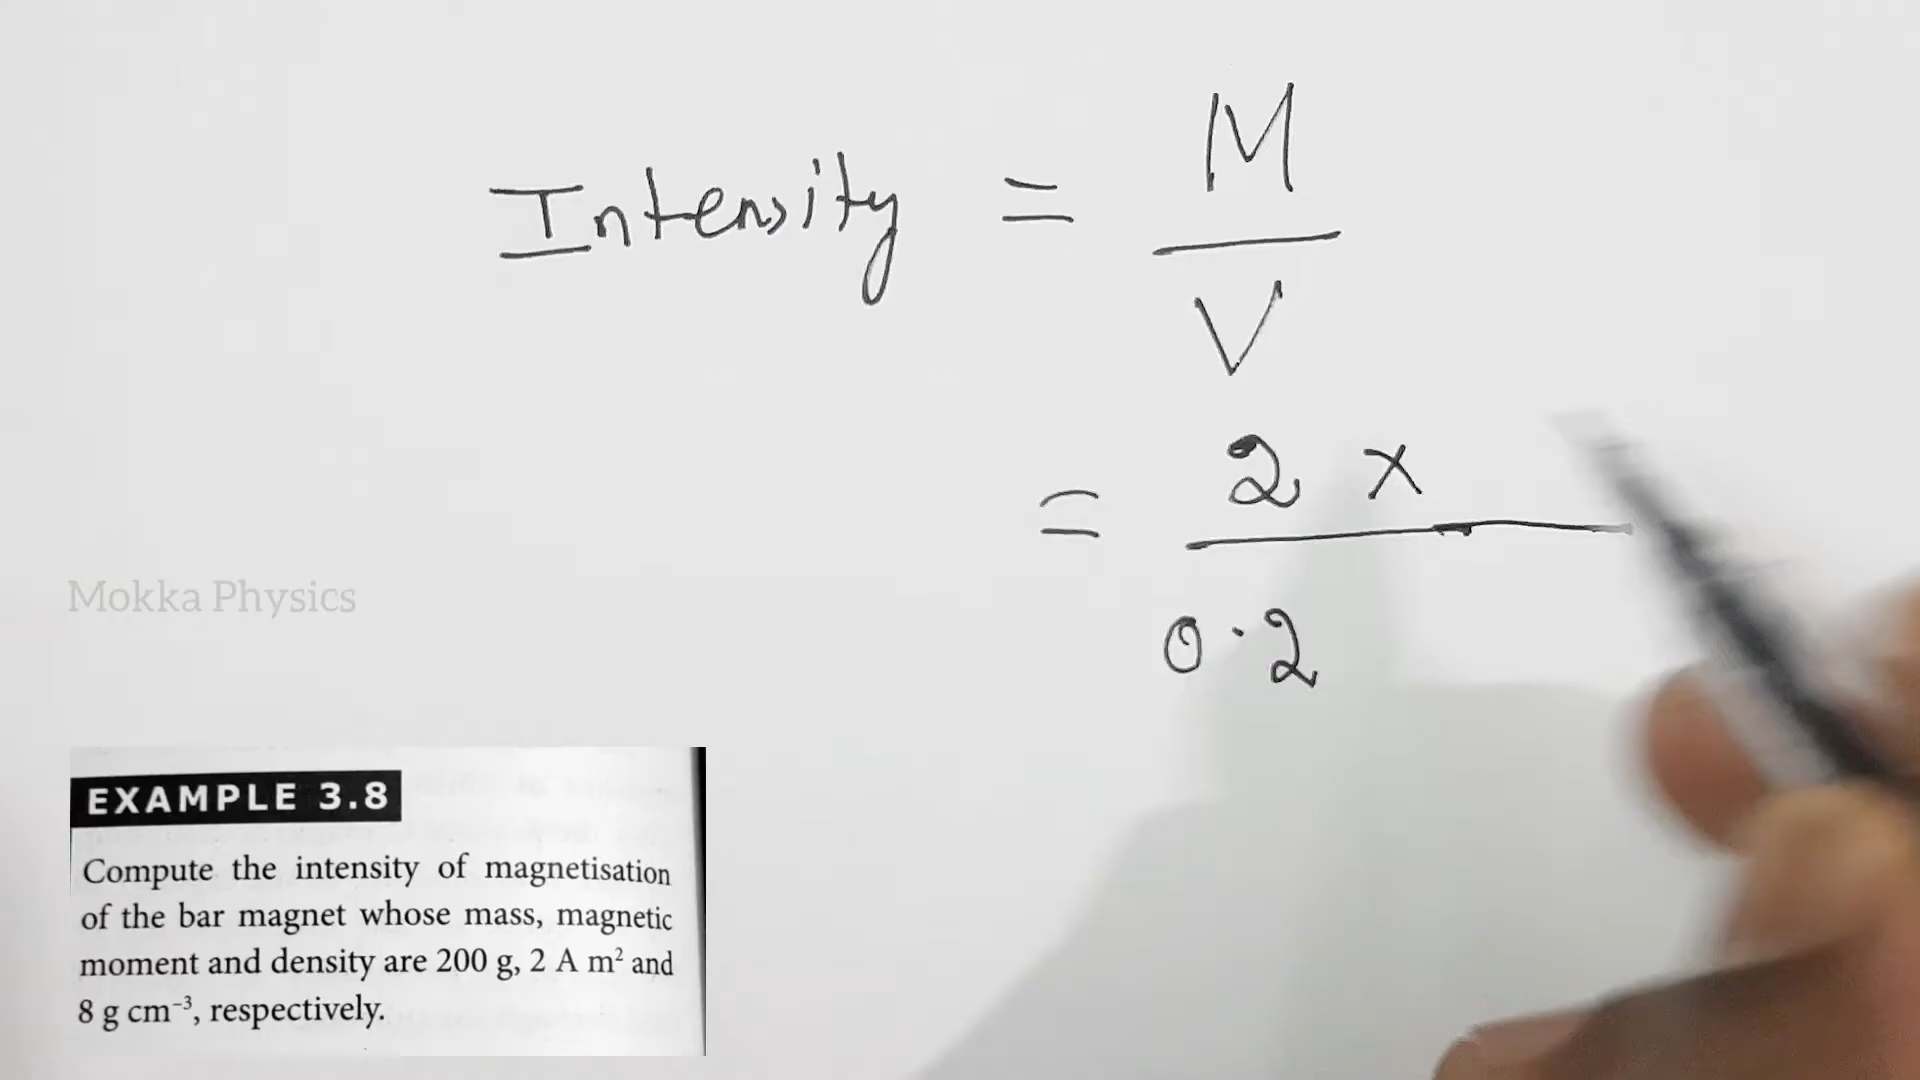 Intensity = M
V
= 2 ×
0.2
Mokka Physics
EXAMPLE 3.8
Compute the intensity of magnetisation
of the bar magnet whose mass, magnetic
moment and density are 200 g, 2 A m² and
8 g cm⁻³, respectively.